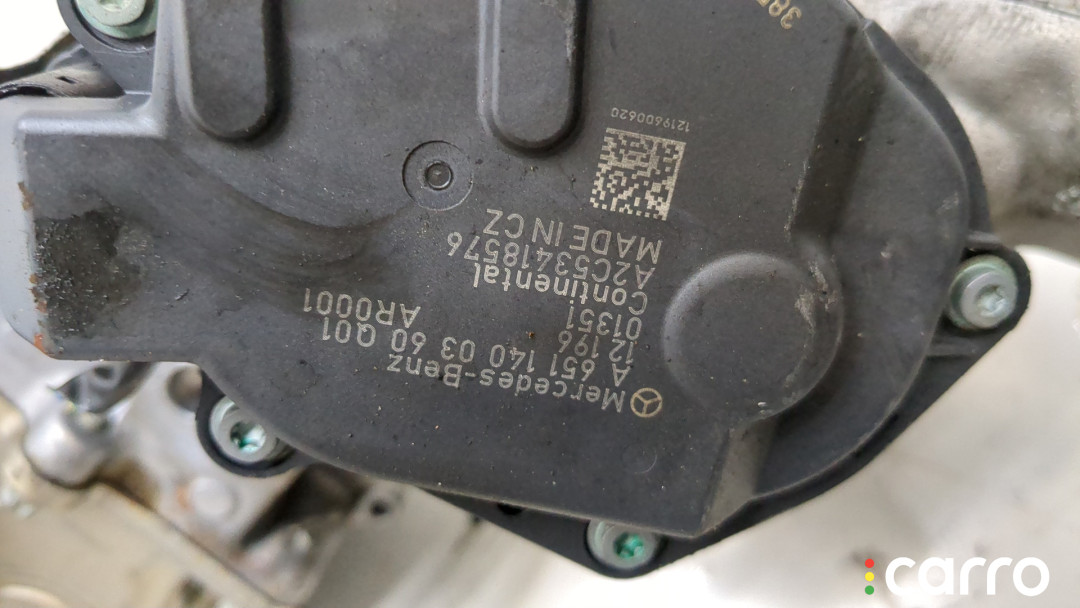 Mercedes-Benz
A 651 140 03 60 Q01
12 196 AR0001
01351
Continental
A2C53418576
MADE IN CZ
1219600620
carro